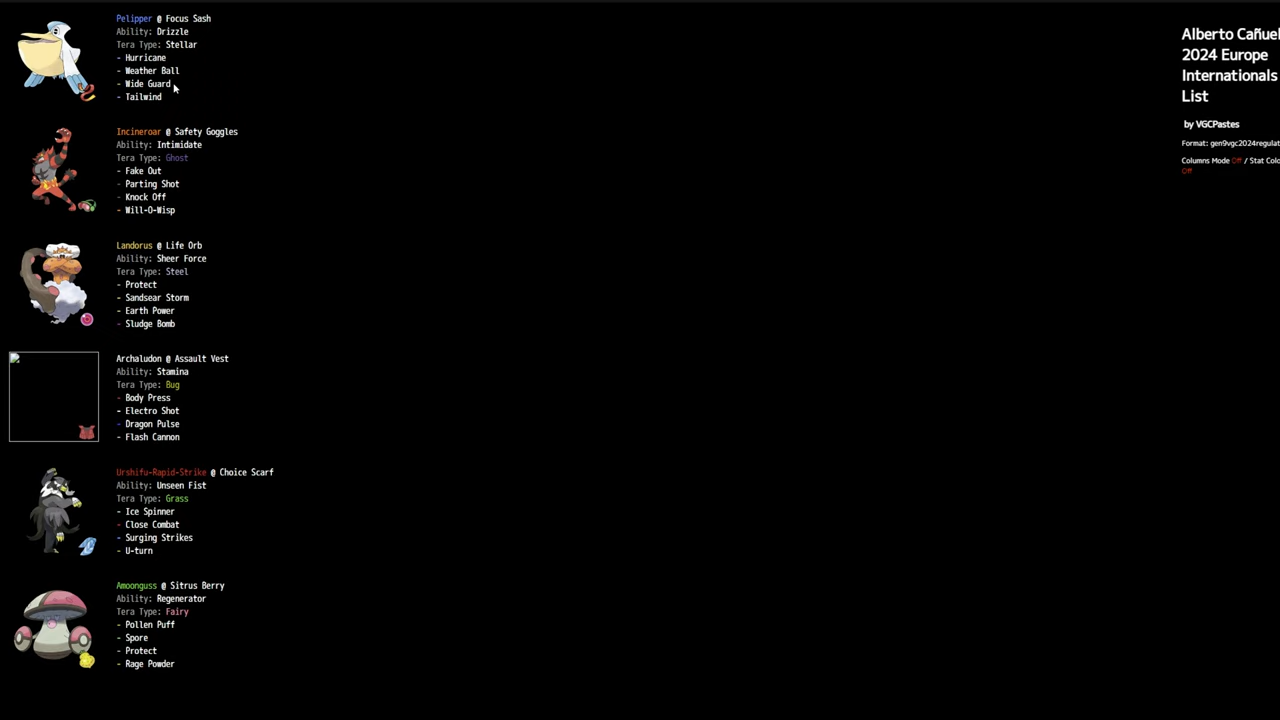 Pelipper @ Focus Sash
Ability: Drizzle
Tera Type: Stellar
- Hurricane
- Weather Ball
- Wide Guard
- Tailwind
Incineroar @ Safety Goggles
Ability: Intimidate
Tera Type: Ghost
- Fake Out
- Parting Shot
- Knock Off
- Will-O-Wisp
Landorus @ Life Orb
Ability: Sheer Force
Tera Type: Steel
- Protect
- Sandsear Storm
- Earth Power
- Sludge Bomb
Archaludon @ Assault Vest
Ability: Stamina
Tera Type: Bug
- Body Press
- Electro Shot
- Dragon Pulse
- Flash Cannon
Urshifu-Rapid-Strike @ Choice Scarf
Ability: Unseen Fist
Tera Type: Grass
- Ice Spinner
- Close Combat
- Surging Strikes
- U-turn
Amoonguss @ Sitrus Berry
Ability: Regenerator
Tera Type: Fairy
- Pollen Puff
- Spore
- Protect
- Rage Powder
Alberto Cañuel
2024 Europe
Internationals
List
by VGCPastes
Format: gen9vgc2024regulat
Columns Mode Off / Stat Colo
Off